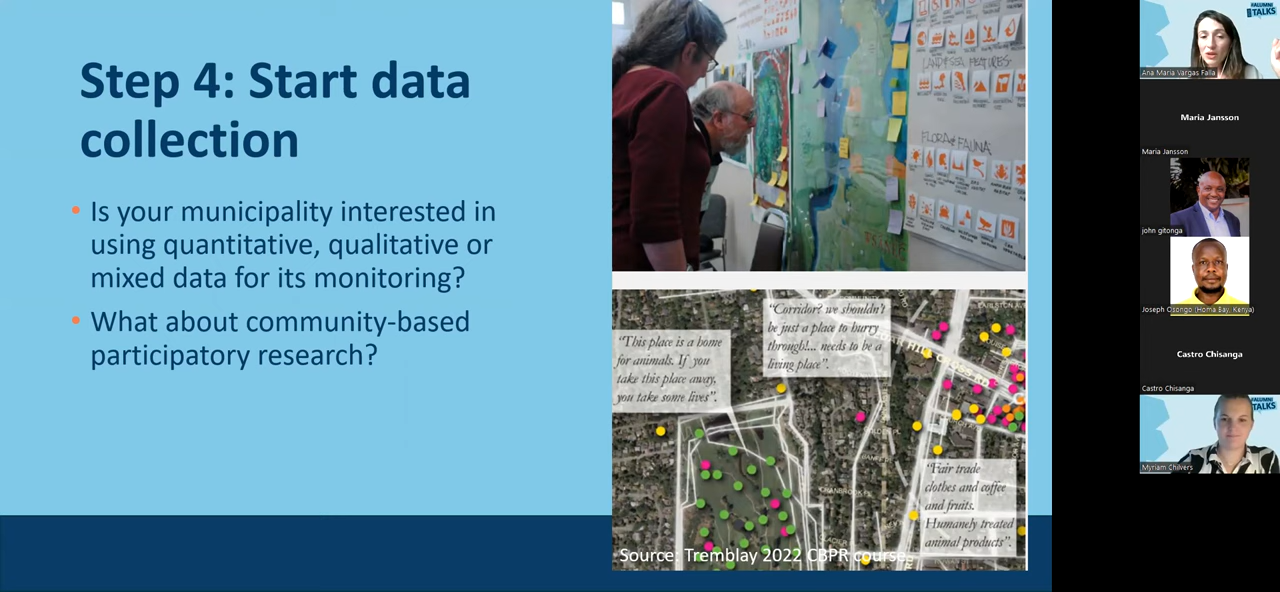 Step 4: Start data
collection
• Is your municipality interested in
using quantitative, qualitative or
mixed data for its monitoring?
• What about community-based
participatory research?
LAND & SEA FEATURES
FLORA & FAUNA
"This place is a home
for animals. If you
take this place away,
you take some lives".
"Corridor? we shouldn't
be just a place to hurry
through!... needs to be a
living place".
"Fair trade
clothes and coffee
and fruits.
Humanely treated
animal products".
Source: Tremblay 2022 CBPR course
#ALUMNI
TALKS
Ana Maria Vargas Falla
Maria Jansson
Maria Jansson
john gitonga
Joseph Osongo (Homa Bay, Kenya)
Castro Chisanga
Castro Chisanga
#ALUMNI
TALKS
Myriam Chilvers